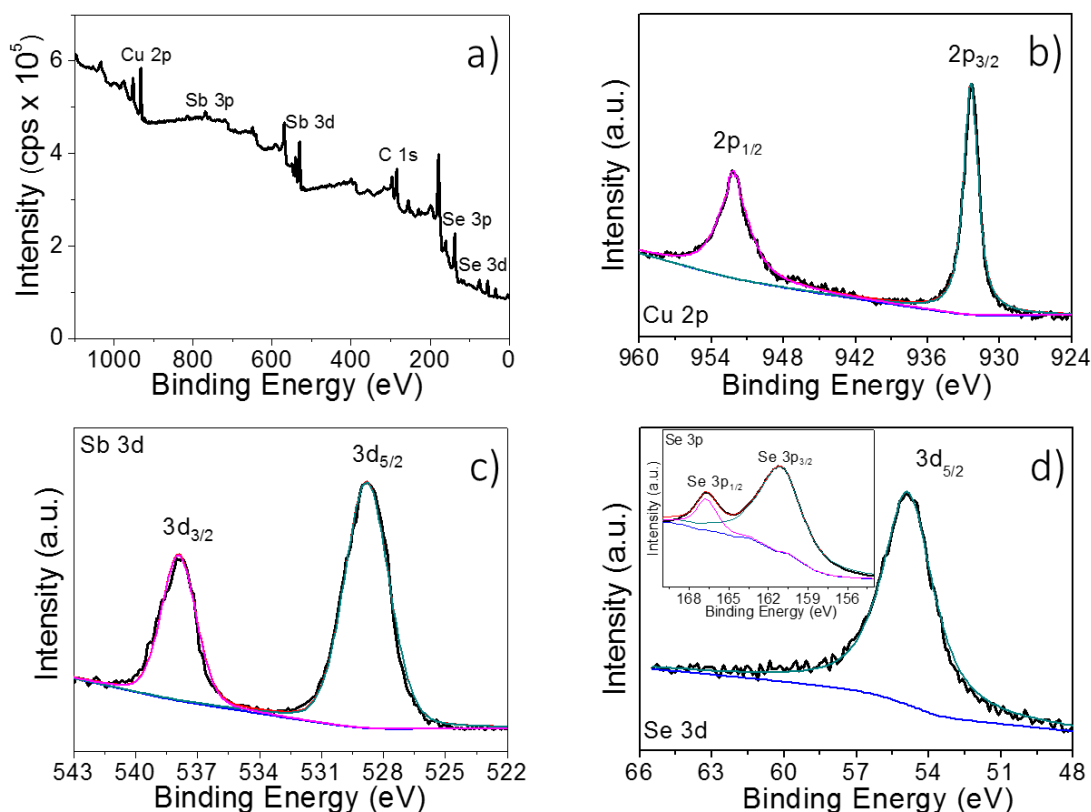 a)
Cu 2p
Sb 3p
Sb 3d
C 1s
Se 3p
Se 3d
Intensity (cps x 10⁵)
6
4
2
0
1000 800 600 400 200 0
Binding Energy (eV)
b)
2p₃/₂
2p₁/₂
Intensity (a.u.)
Cu 2p
960 954 948 942 936 930 924
Binding Energy (eV)
Sb 3d
c)
3d₅/₂
3d₃/₂
Intensity (a.u.)
543 540 537 534 531 528 525 522
Binding Energy (eV)
d)
Se 3p
Se 3p₃/₂
Se 3p₁/₂
Intensity (a.u.)
168 165 162 159 156
Binding Energy (eV)
3d₅/₂
Intensity (a.u.)
Se 3d
66 63 60 57 54 51 48
Binding Energy (eV)